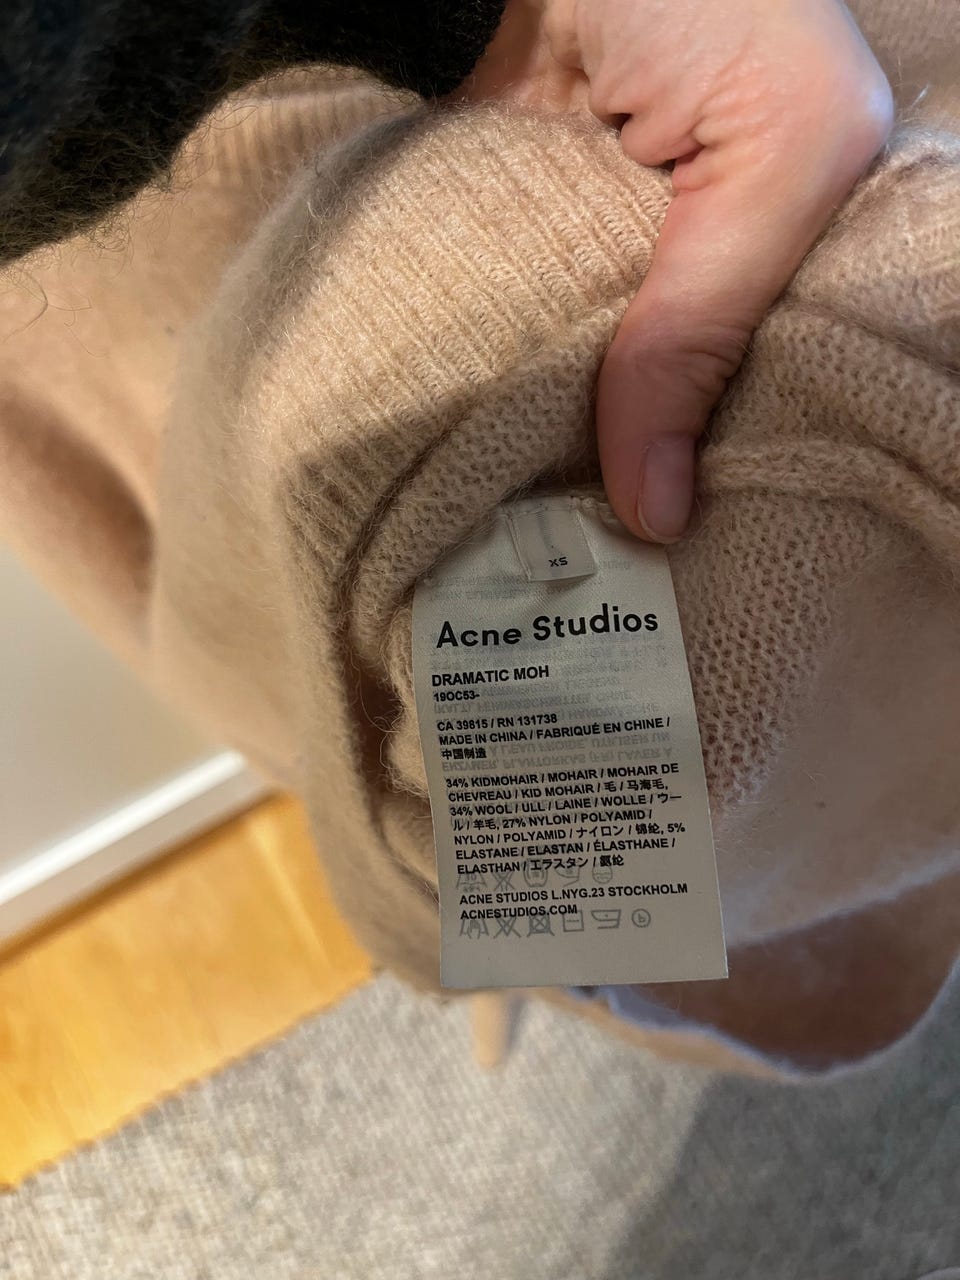 XS
Acne Studios
DRAMATIC MOH
19OC53-
CA 39815 / RN 131738
MADE IN CHINA / FABRIQUÉ EN CHINE /
中国制造
34% KIDMOHAIR / MOHAIR / MOHAIR DE
CHEVREAU / KID MOHAIR / 毛 / 马海毛,
34% WOOL / ULL / LAINE / WOLLE / ウー
ル / 羊毛, 27% NYLON / POLYAMID /
NYLON / POLYAMID / ナイロン / 锦纶, 5%
ELASTANE / ELASTAN / ÉLASTHANE /
ELASTHAN / エラスタン / 氨纶
ACNE STUDIOS L.NYG.23 STOCKHOLM
ACNESTUDIOS.COM